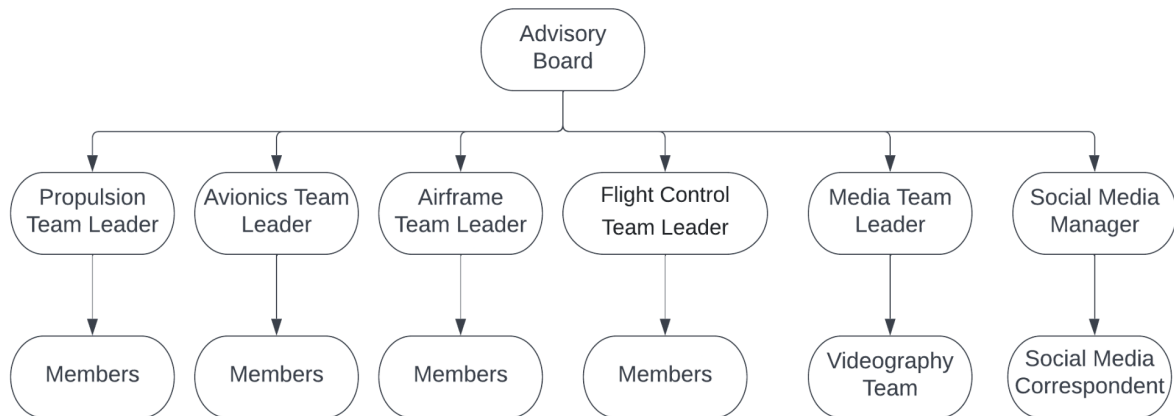 Advisory
Board
Propulsion
Team Leader
Avionics Team
Leader
Airframe
Team Leader
Flight Control
Team Leader
Media Team
Leader
Social Media
Manager
Members
Members
Members
Members
Videography
Team
Social Media
Correspondent